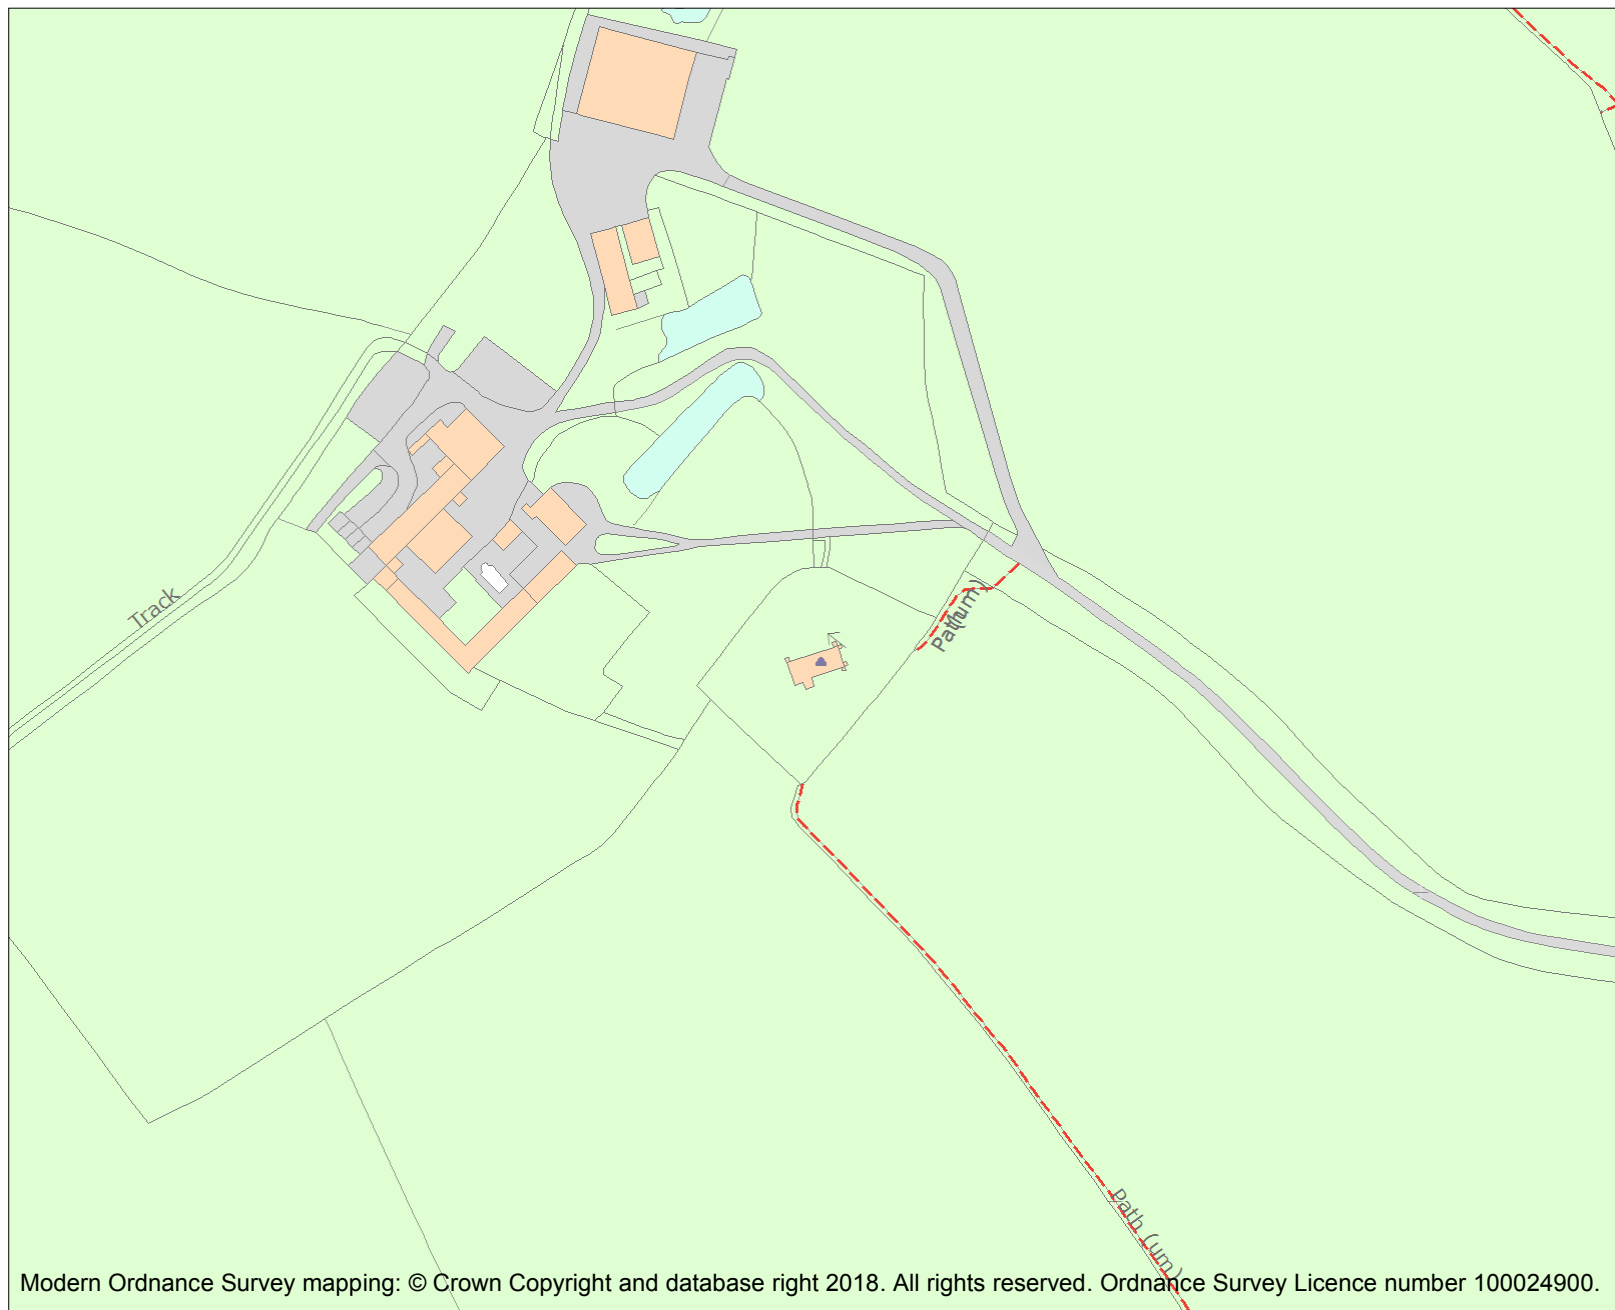 Track
Path (um)
Path (um)
Modern Ordnance Survey mapping: © Crown Copyright and database right 2018. All rights reserved. Ordnance Survey Licence number 100024900.